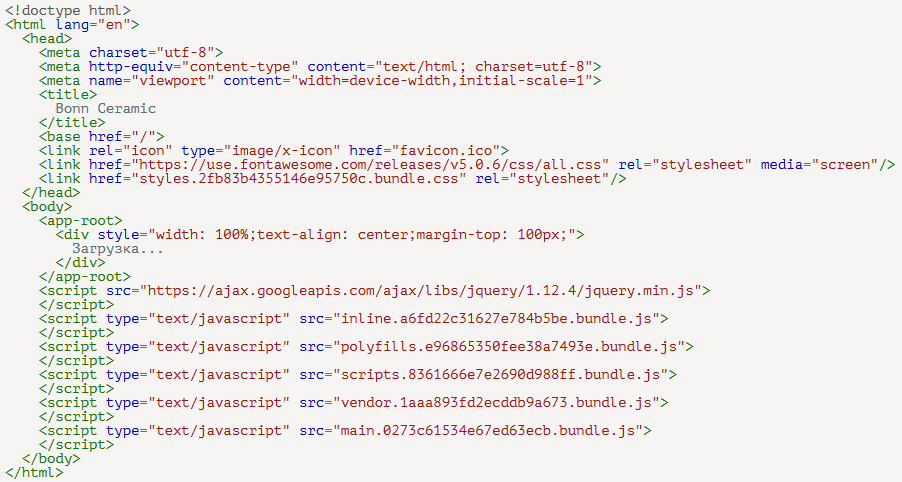 <!doctype html>
<html lang="en">
<head>
<meta charset="utf-8">
<meta http-equiv="content-type" content="text/html; charset=utf-8">
<meta name="viewport" content="width=device-width,initial-scale=1">
<title>
Bonn Ceramic
</title>
<base href="/">
<link rel="icon" type="image/x-icon" href="favicon.ico">
<link href="https://use.fontawesome.com/releases/v5.0.6/css/all.css" rel="stylesheet" media="screen"/>
<link href="styles.2fb83b4355146e95750c.bundle.css" rel="stylesheet"/>
</head>
<body>
<app-root>
<div style="width: 100%;text-align: center;margin-top: 100px;">
Загрузка...
</div>
</app-root>
<script src="https://ajax.googleapis.com/ajax/libs/jquery/1.12.4/jquery.min.js">
</script>
<script type="text/javascript" src="inline.a6fd22c31627e784b5be.bundle.js">
</script>
<script type="text/javascript" src="polyfills.e96865350fee38a7493e.bundle.js">
</script>
<script type="text/javascript" src="scripts.8361666e7e2690d988ff.bundle.js">
</script>
<script type="text/javascript" src="vendor.1aaa893fd2ecddb9a673.bundle.js">
</script>
<script type="text/javascript" src="main.0273c61534e67ed63ecb.bundle.js">
</script>
</body>
</html>